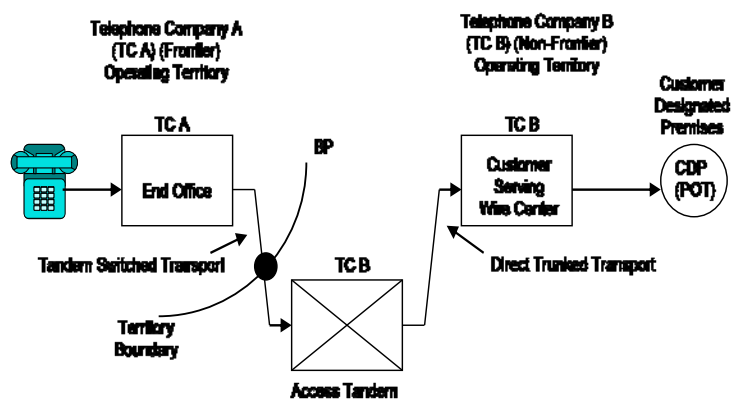 Telephone Company A
(TC A) (Frontier)
Operating Territory
Telephone Company B
(TC B) (Non-Frontier)
Operating Territory
Customer
Designated
Premises
TC A
BP
TC B
End Office
Customer
Serving
Wire Center
CDP
(POT)
Tandem Switched Transport
TC B
Direct Trunked Transport
Territory
Boundary
Access Tandem